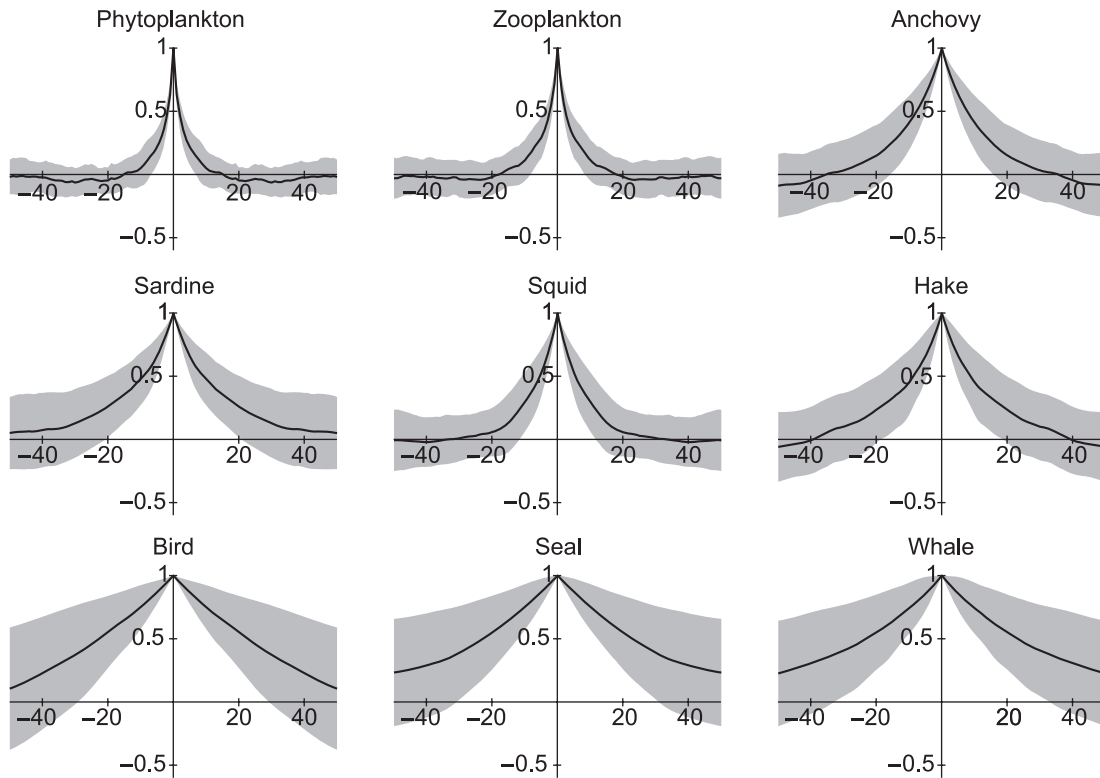 Phytoplankton Zooplankton Anchovy
1 1 1
0.5 0.5 0.5
−40 −20 20 40 −40 −20 20 40 −40 −20 20 40
−0.5 −0.5 −0.5
Sardine Squid Hake
1 1 1
0.5 0.5 0.5
−40 −20 20 40 −40 −20 20 40 −40 −20 20 40
−0.5 −0.5 −0.5
Bird Seal Whale
1 1 1
0.5 0.5 0.5
−40 −20 20 40 −40 −20 20 40 −40 −20 20 40
−0.5 −0.5 −0.5